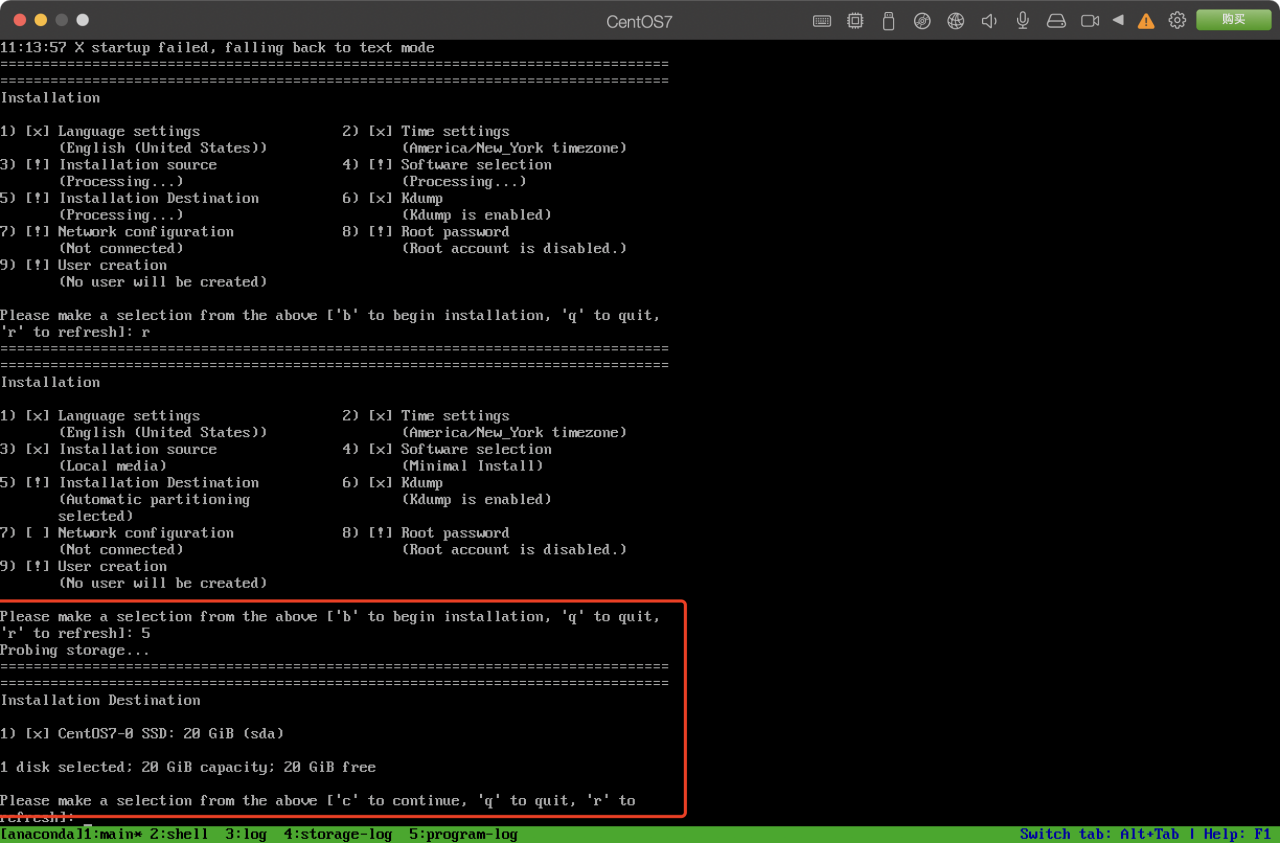 CentOS7
购买
11:13:57 X startup failed, falling back to text mode
================================================================================
================================================================================
Installation
1) [x] Language settings 2) [x] Time settings
(English (United States)) (America/New_York timezone)
3) [!] Installation source 4) [!] Software selection
(Processing...) (Processing...)
5) [!] Installation Destination 6) [x] Kdump
(Processing...) (Kdump is enabled)
7) [!] Network configuration 8) [!] Root password
(Not connected) (Root account is disabled.)
9) [!] User creation
(No user will be created)
Please make a selection from the above ['b' to begin installation, 'q' to quit,
'r' to refresh]: r
================================================================================
================================================================================
Installation
1) [x] Language settings 2) [x] Time settings
(English (United States)) (America/New_York timezone)
3) [x] Installation source 4) [x] Software selection
(Local media) (Minimal Install)
5) [!] Installation Destination 6) [x] Kdump
(Automatic partitioning (Kdump is enabled)
selected)
7) [ ] Network configuration 8) [!] Root password
(Not connected) (Root account is disabled.)
9) [!] User creation
(No user will be created)
Please make a selection from the above ['b' to begin installation, 'q' to quit,
'r' to refresh]: 5
Probing storage...
================================================================================
================================================================================
Installation Destination
1) [x] CentOS7-0 SSD: 20 GiB (sda)
1 disk selected; 20 GiB capacity; 20 GiB free
Please make a selection from the above ['c' to continue, 'q' to quit, 'r' to
refresh]: _
[anaconda]1:main* 2:shell 3:log 4:storage-log 5:program-log Switch tab: Alt+Tab | Help: F1